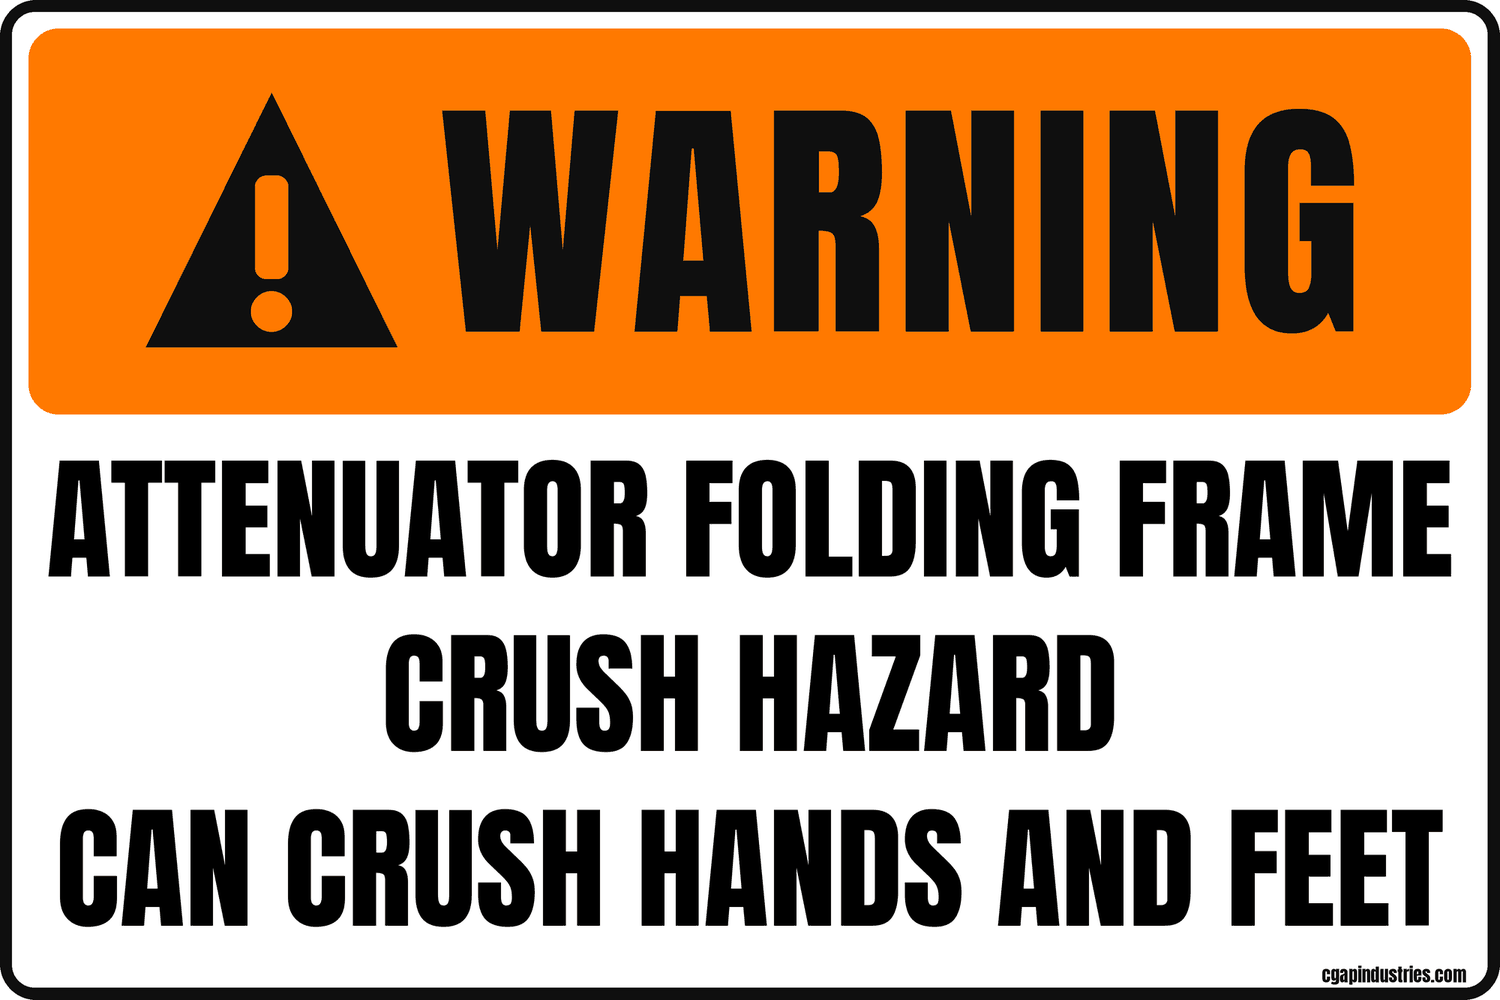 WARNING
ATTENUATOR FOLDING FRAME
CRUSH HAZARD
CAN CRUSH HANDS AND FEET
cgapindustries.com